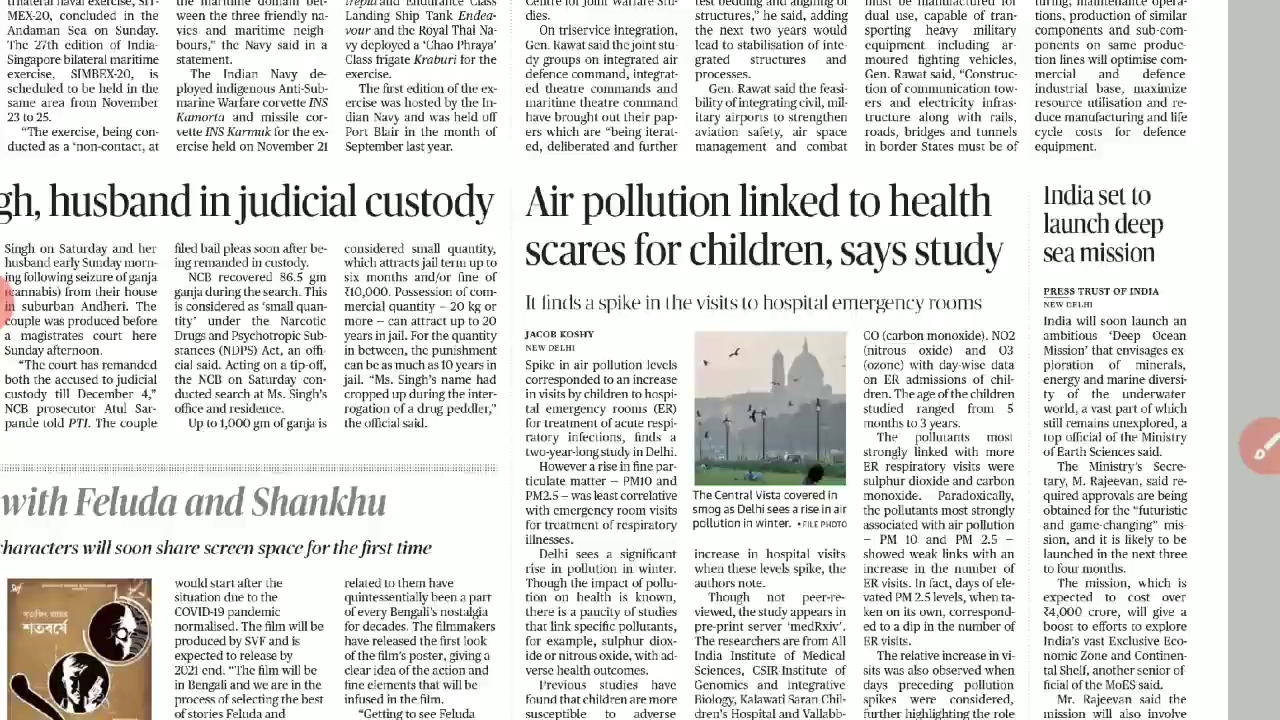 trilateral naval exercise, SIT-
MEX-20, concluded in the
Andaman Sea on Sunday.
The 27th edition of India-
Singapore bilateral maritime
exercise, SIMBEX-20, is
scheduled to be held in the
same area from November
23 to 25.
“The exercise, being con-
ducted as a ‘non-contact, at
the maritime domain bet-
ween the three friendly na-
vies and maritime neigh-
bours,” the Navy said in a
statement.
The Indian Navy de-
ployed indigenous Anti-Sub-
marine Warfare corvette INS
Kamorta and missile cor-
vette INS Karmuk for the ex-
ercise held on November 21
Intrepid and Endurance Class
Landing Ship Tank Endea-
vour and the Royal Thai Na-
vy deployed a ‘Chao Phraya’
Class frigate Kraburi for the
exercise.
The first edition of the ex-
ercise was hosted by the In-
dian Navy and was held off
Port Blair in the month of
September last year.
Centre for Joint Warfare Stu-
dies.
On triservice integration,
Gen. Rawat said the joint stu-
dy groups on integrated air
defence command, integrat-
ed theatre commands and
maritime theatre command
have brought out their pap-
ers which are “being iterat-
ed, deliberated and further
test bedding and angling of
structures,” he said, adding
the next two years would
lead to stabilisation of inte-
grated structures and
processes.
Gen. Rawat said the feasi-
bility of integrating civil, mil-
itary airports to strengthen
aviation safety, air space
management and combat
must be manufactured for
dual use, capable of tran-
sporting heavy military
equipment including ar-
moured fighting vehicles,
Gen. Rawat said, “Construc-
tion of communication tow-
ers and electricity infras-
tructure along with rails,
roads, bridges and tunnels
in border States must be of
turing, maintenance opera-
tions, production of similar
components and sub-com-
ponents on same produc-
tion lines will optimise com-
mercial and defence
industrial base, maximize
resource utilisation and re-
duce manufacturing and life
cycle costs for defence
equipment.
gh, husband in judicial custody
Singh on Saturday and her
husband early Sunday morn-
ing following seizure of ganja
(cannabis) from their house
in suburban Andheri. The
couple was produced before
a magistrates court here
Sunday afternoon.
“The court has remanded
both the accused to judicial
custody till December 4,”
NCB prosecutor Atul Sar-
pande told PTI. The couple
filed bail pleas soon after be-
ing remanded in custody.
NCB recovered 86.5 gm
ganja during the search. This
is considered as ‘small quan-
tity’ under the Narcotic
Drugs and Psychotropic Sub-
stances (NDPS) Act, an offi-
cial said. Acting on a tip-off,
the NCB on Saturday con-
ducted search at Ms. Singh’s
office and residence.
Up to 1,000 gm of ganja is
considered small quantity,
which attracts jail term up to
six months and/or fine of
₹10,000. Possession of com-
mercial quantity – 20 kg or
more – can attract up to 20
years in jail. For the quantity
in between, the punishment
can be as much as 10 years in
jail. “Ms. Singh’s name had
cropped up during the inter-
rogation of a drug peddler,”
the official said.
with Feluda and Shankhu
characters will soon share screen space for the first time
শতবর্ষে
would start after the
situation due to the
COVID-19 pandemic
normalised. The film will be
produced by SVF and is
expected to release by
2021 end. “The film will be
in Bengali and we are in the
process of selecting the best
of stories Feluda and
related to them have
quintessentially been a part
of every Bengali’s nostalgia
for decades. The filmmakers
have released the first look
of the film’s poster, giving a
clear idea of the action and
fine elements that will be
infused in the film.
“Getting to see Feluda
Air pollution linked to health
scares for children, says study
It finds a spike in the visits to hospital emergency rooms
JACOB KOSHY
NEW DELHI
Spike in air pollution levels
corresponded to an increase
in visits by children to hospi-
tal emergency rooms (ER)
for treatment of acute respi-
ratory infections, finds a
two-year-long study in Delhi.
However a rise in fine par-
ticulate matter – PM10 and
PM2.5 – was least correlative
with emergency room visits
for treatment of respiratory
illnesses.
Delhi sees a significant
rise in pollution in winter.
Though the impact of pollu-
tion on health is known,
there is a paucity of studies
that link specific pollutants,
for example, sulphur diox-
ide or nitrous oxide, with ad-
verse health outcomes.
Previous studies have
found that children are more
susceptible to adverse
The Central Vista covered in
smog as Delhi sees a rise in air
pollution in winter. • FILE PHOTO
increase in hospital visits
when these levels spike, the
authors note.
Though not peer-re-
viewed, the study appears in
pre-print server ‘medRxiv’.
The researchers are from All
India Institute of Medical
Sciences, CSIR-Institute of
Genomics and Integrative
Biology, Kalawati Saran Chil-
dren’s Hospital and Vallabb-
CO (carbon monoxide), NO2
(nitrous oxide) and O3
(ozone) with day-wise data
on ER admissions of chil-
dren. The age of the children
studied ranged from 5
months to 3 years.
The pollutants most
strongly linked with more
ER respiratory visits were
sulphur dioxide and carbon
monoxide. Paradoxically,
the pollutants most strongly
associated with air pollution
– PM 10 and PM 2.5 –
showed weak links with an
increase in the number of
ER visits. In fact, days of ele-
vated PM 2.5 levels, when ta-
ken on its own, correspond-
ed to a dip in the number of
ER visits.
The relative increase in vi-
sits was also observed when
days preceding pollution
spikes were considered,
further highlighting the role
India set to
launch deep
sea mission
PRESS TRUST OF INDIA
NEW DELHI
India will soon launch an
ambitious ‘Deep Ocean
Mission’ that envisages ex-
ploration of minerals,
energy and marine diversi-
ty of the underwater
world, a vast part of which
still remains unexplored, a
top official of the Ministry
of Earth Sciences said.
The Ministry’s Secre-
tary, M. Rajeevan, said re-
quired approvals are being
obtained for the “futuristic
and game-changing” mis-
sion, and it is likely to be
launched in the next three
to four months.
The mission, which is
expected to cost over
₹4,000 crore, will give a
boost to efforts to explore
India’s vast Exclusive Eco-
nomic Zone and Continen-
tal Shelf, another senior of-
ficial of the MoES said.
Mr. Rajeevan said the
mission will also involve